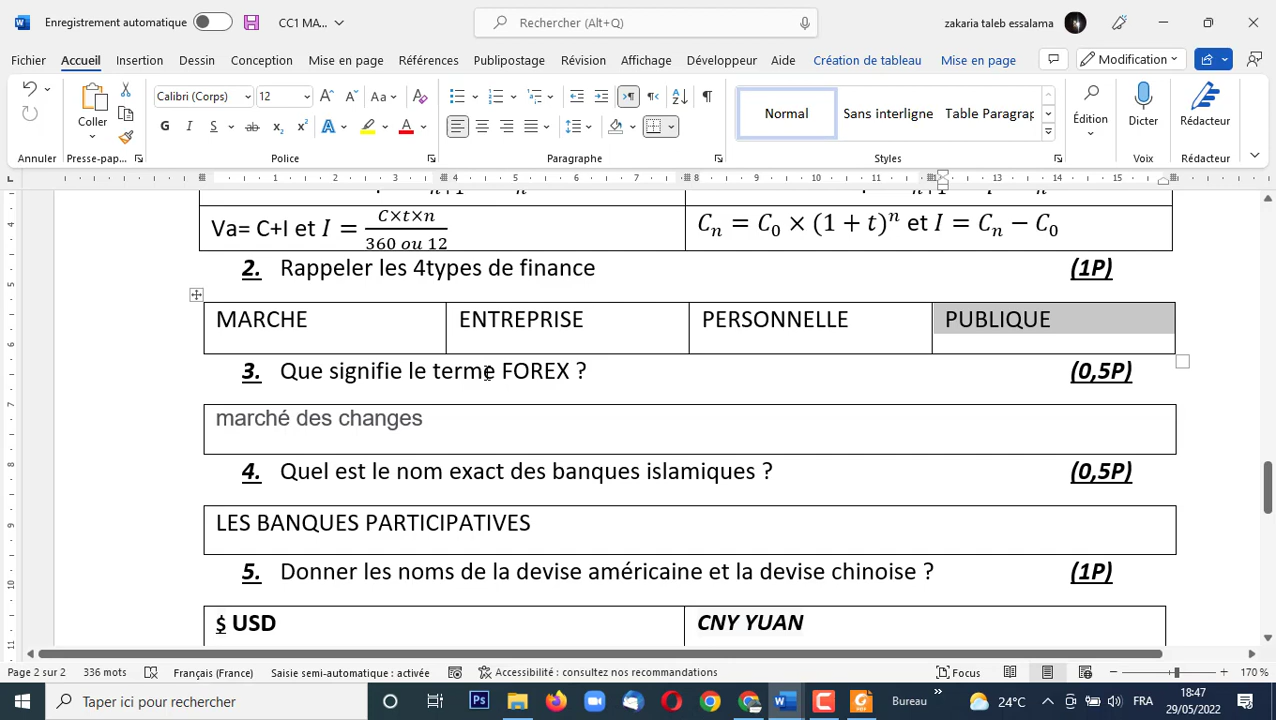 Enregistrement automatique
CC1 MA...
Rechercher (Alt+Q)
zakaria taleb essalama
Fichier Accueil Insertion Dessin Conception Mise en page Références Publipostage Révision Affichage Développeur Aide Création de tableau Mise en page
Modification
Coller
Calibri (Corps) 12
Aa
G I S ab x₂ x² A A
Normal
Sans interligne
Table Paragrap
Édition
Dicter
Rédacteur
Annuler Presse-pap... Police Paragraphe Styles Voix Rédacteur
Va= C+I et I = C×t×n / 360 ou 12
Cₙ = C₀ × (1 + t)ⁿ et I = Cₙ − C₀
2. Rappeler les 4types de finance (1P)
MARCHE ENTREPRISE PERSONNELLE PUBLIQUE
3. Que signifie le terme FOREX ? (0,5P)
marché des changes
4. Quel est le nom exact des banques islamiques ? (0,5P)
LES BANQUES PARTICIPATIVES
5. Donner les noms de la devise américaine et la devise chinoise ? (1P)
$ USD CNY YUAN
Page 2 sur 2 336 mots Français (France) Saisie semi-automatique : activée Accessibilité : consultez nos recommandations Focus 170 %
Taper ici pour rechercher
Ps
Bureau
24°C
FRA
18:47
29/05/2022